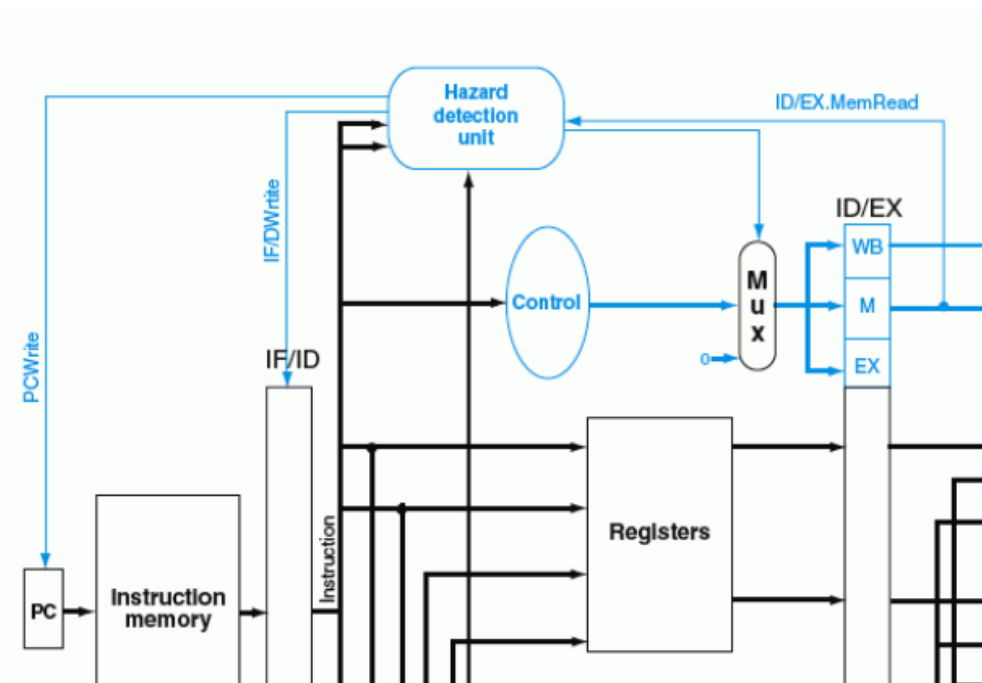 Hazard
detection
unit
ID/EX.MemRead
IF/DWrtite
ID/EX
WB
Control
M
u
x
M
PCWrite
IF/ID
0
EX
Instruction
Registers
PC
Instruction
memory